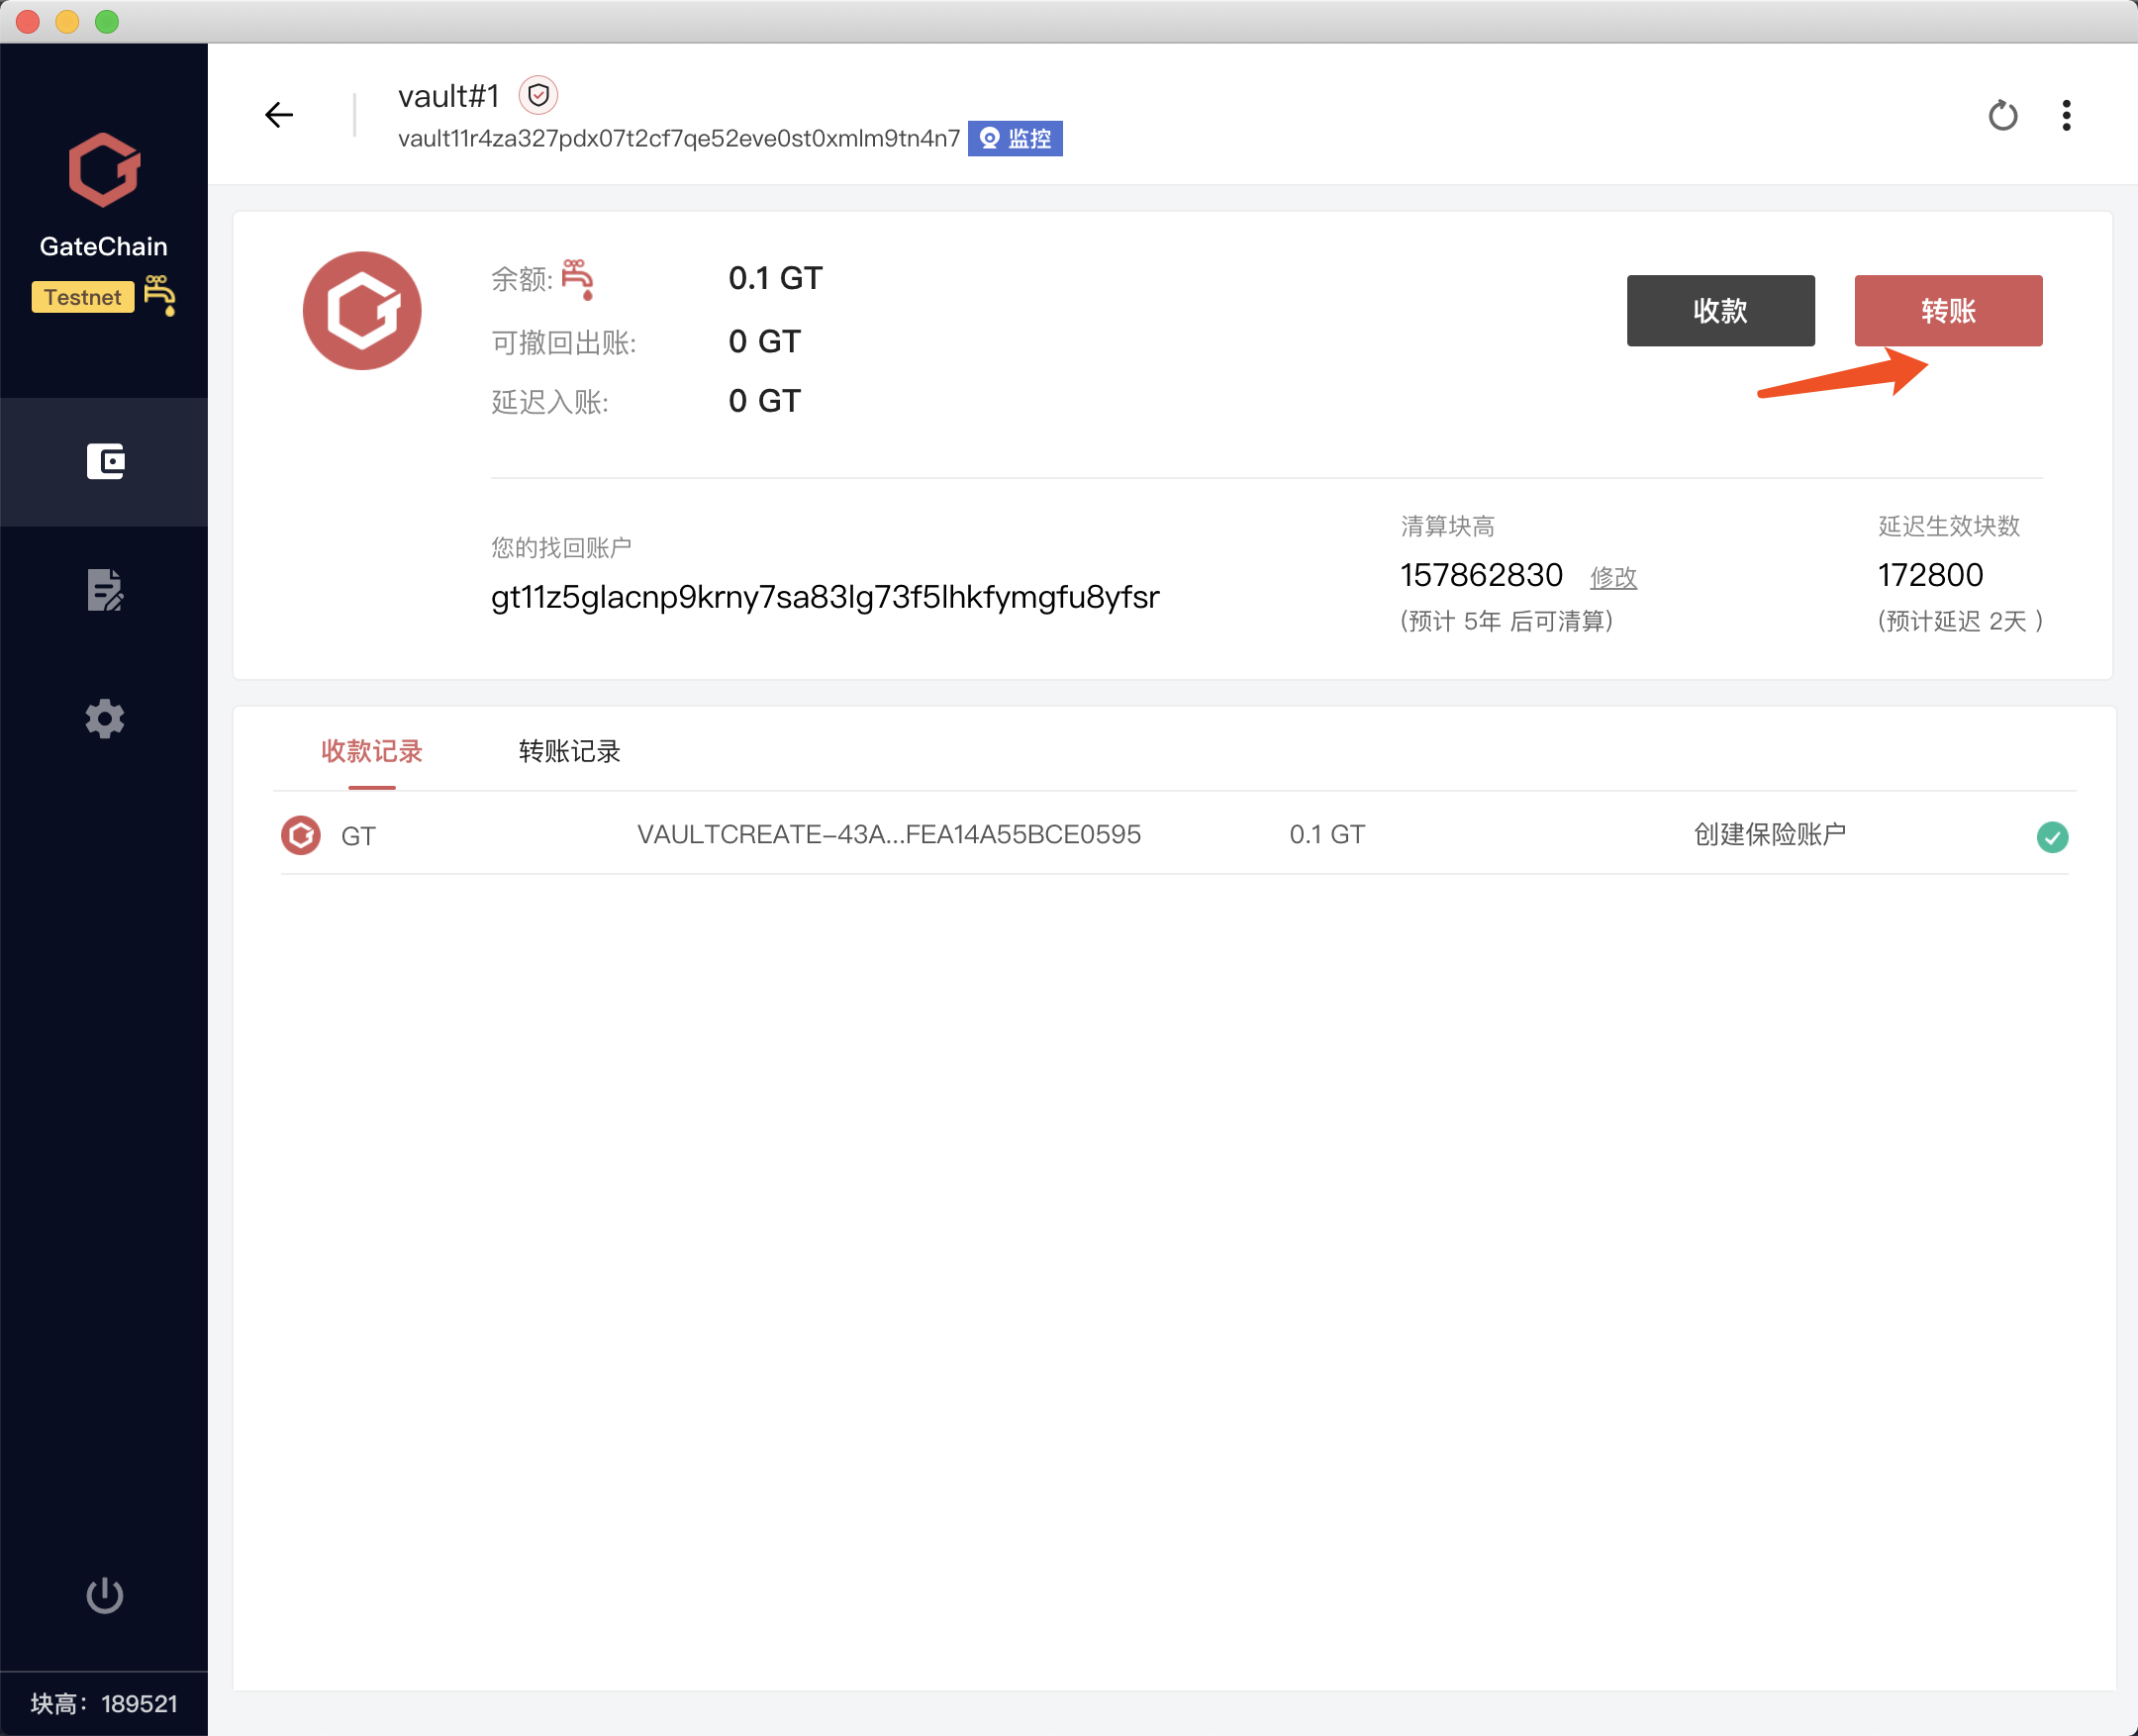 GateChain
Testnet
块高：189521
vault#1
vault11r4za327pdx07t2cf7qe52eve0st0xmlm9tn4n7 监控
余额: 0.1 GT
可撤回出账: 0 GT
延迟入账: 0 GT
收款 转账
您的找回账户
gt11z5glacnp9krny7sa83lg73f5lhkfymgfu8yfsr
清算块高
157862830 修改
(预计 5年 后可清算)
延迟生效块数
172800
(预计延迟 2天 )
收款记录 转账记录
GT VAULTCREATE-43A...FEA14A55BCE0595 0.1 GT 创建保险账户